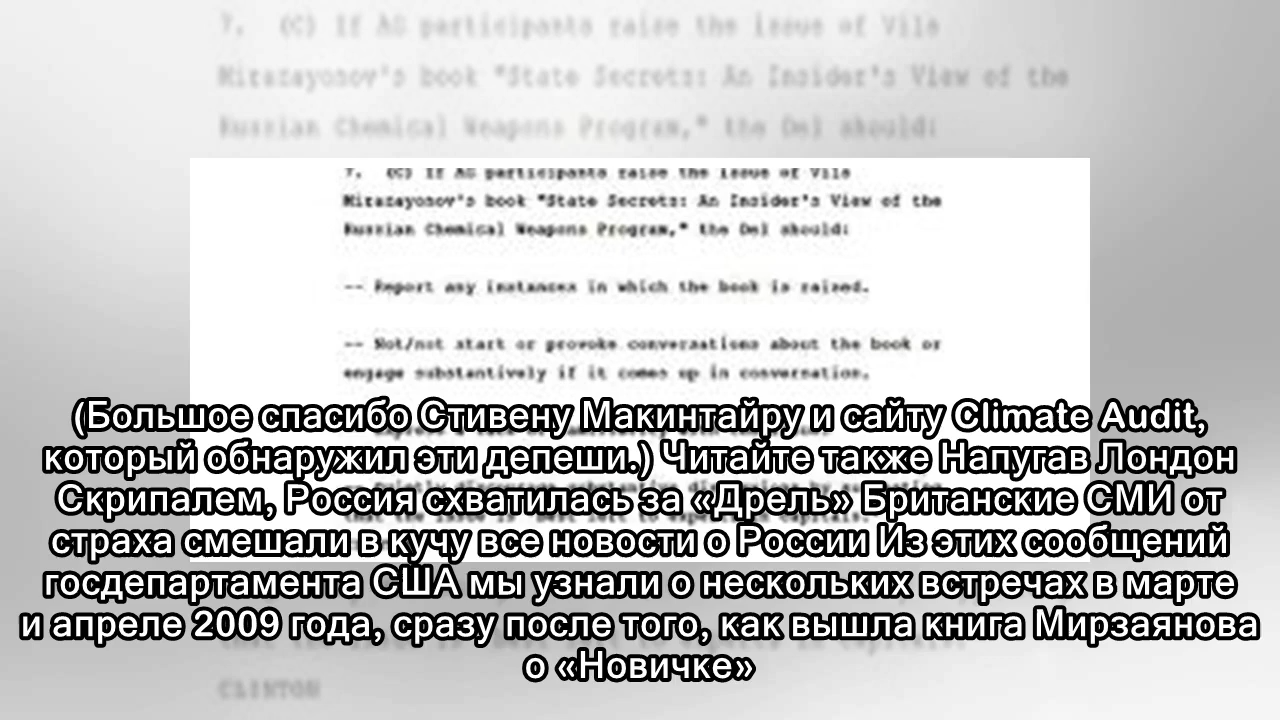 7. (C) If AG participants raise the issue of Vils
Mirzazayonov's book "State Secrets: An Insider's View of the
Russian Chemical Weapons Program," the Del should:
7. (C) If AG participants raise the issue of Vils
Mirzazayonov's book "State Secrets: An Insider's View of the
Russian Chemical Weapons Program," the Del should:
-- Report any instances in which the book is raised.
-- Not/not start or provoke conversations about the book or
engage substantively if it comes up in conversation.
(Большое спасибо Стивену Макинтайру и сайту Climate Audit,
который обнаружил эти депеши.) Читайте также Напугав Лондон
Скрипалем, Россия схватилась за «Дрель» Британские СМИ от
страха смешали в кучу все новости о России Из этих сообщений
госдепартамента США мы узнали о нескольких встречах в марте
и апреле 2009 года, сразу после того, как вышла книга Мирзаянова
о «Новичке»
CLINTON